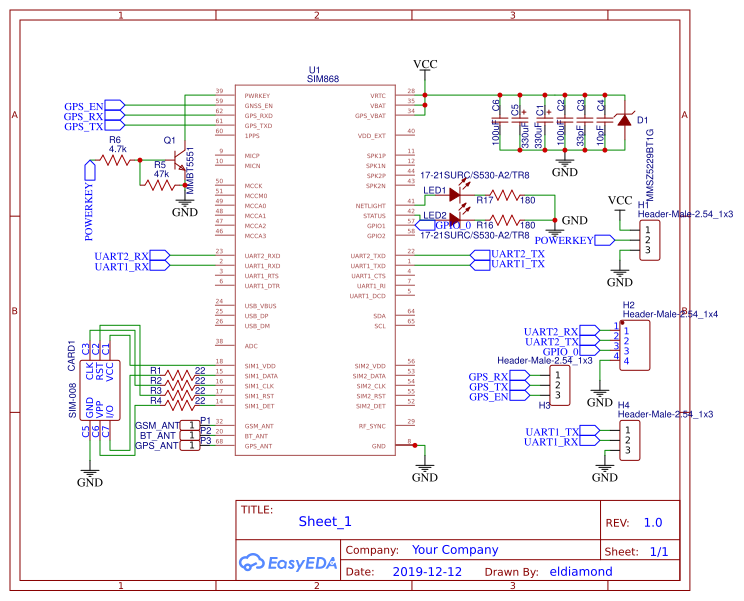 1 2 3
A A
B B
1 2 3
U1
SIM868
39 PWRKEY
59 GNSS_EN
62 GPS_RXD
61 GPS_TXD
60 1PPS
9 MICP
10 MICN
50 MCCK
51 MCCM0
49 MCCA0
48 MCCA1
47 MCCA2
46 MCCA3
23 UART2_RXD
2 UART1_RXD
3 UART1_RTS
6 UART1_DTR
24 USB_VBUS
25 USB_DP
26 USB_DM
38 ADC
18 SIM1_VDD
15 SIM1_DATA
16 SIM1_CLK
17 SIM1_RST
14 SIM1_DET
32 GSM_ANT
20 BT_ANT
68 GPS_ANT
VRTC 28
VBAT 35
GPS_VBAT 34
VDD_EXT 40
SPK1P 11
SPK1N 12
SPK2P 44
SPK2N 43
NETLIGHT 41
STATUS 42
GPIO1 57
GPIO2 58
UART2_TXD 22
UART1_TXD 1
UART1_CTS 4
UART1_RI 7
UART1_DCD 5
SDA 64
SCL 65
SIM2_VDD 56
SIM2_DATA 53
SIM2_CLK 54
SIM2_RST 55
SIM2_DET 52
RF_SYNC 29
GND 8
GPS_EN
GPS_RX
GPS_TX
R6
4.7k
Q1
MMBT5551
R5
47k
POWERKEY
GND
UART2_RX
UART1_RX
CARD1
SIM-008
C3 C2 C1
CLK RST VCC
GND VPP I/O
C5 C6 C7
GND
R1 22
R2 22
R3 22
R4 22
GSM_ANT 1 P1
BT_ANT 1 P2
GPS_ANT 1 P3
GND
VCC
C6 100uF
C5 330uF
C1 330uF
C2 100uF
C3 33pF
C4 10pF
D1
MMSZ5229BT1G
GND
17-21SURC/S530-A2/TR8
LED1
R17 180
LED2
R16 180
17-21SURC/S530-A2/TR8
GPIO_0
GND
UART2_TX
UART1_TX
VCC
H1
Header-Male-2.54_1x3
POWERKEY
1
2
3
GND
H2
Header-Male-2.54_1x4
UART2_RX 1 1
UART2_TX 2 2
GPIO_0 3 3
4 4
GND
Header-Male-2.54_1x3
GPS_RX 1
GPS_TX 2
GPS_EN 3
H3
H4
Header-Male-2.54_1x3
UART1_TX 1
UART1_RX 2
3
GND
TITLE:
Sheet_1
REV: 1.0
EasyEDA
Company: Your Company
Sheet: 1/1
Date: 2019-12-12 Drawn By: eldiamond